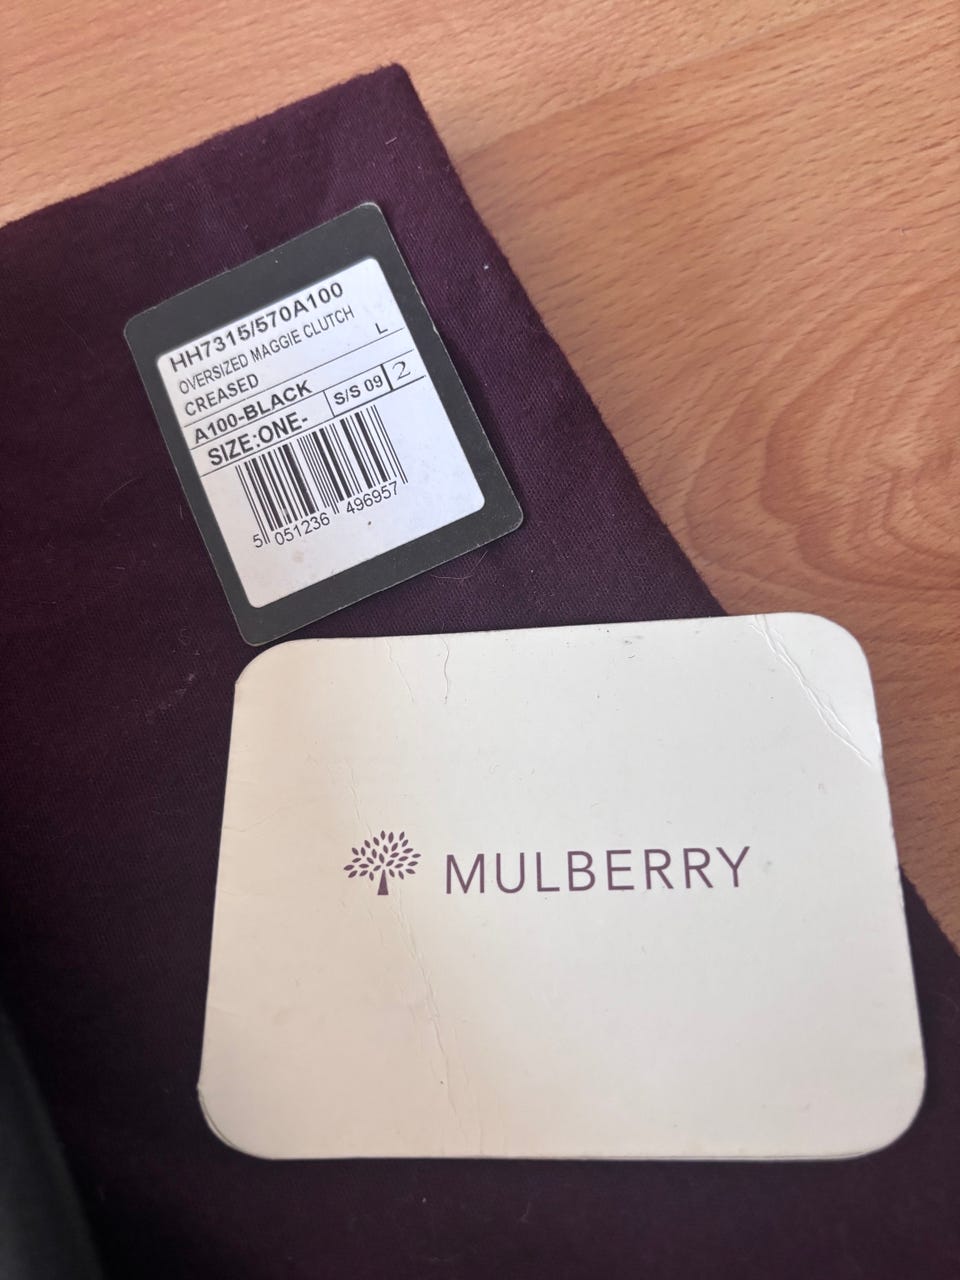 HH7315/570A100
OVERSIZED MAGGIE CLUTCH
CREASED L
A100-BLACK S/S 09 2
SIZE:ONE-
5 051236 496957
MULBERRY